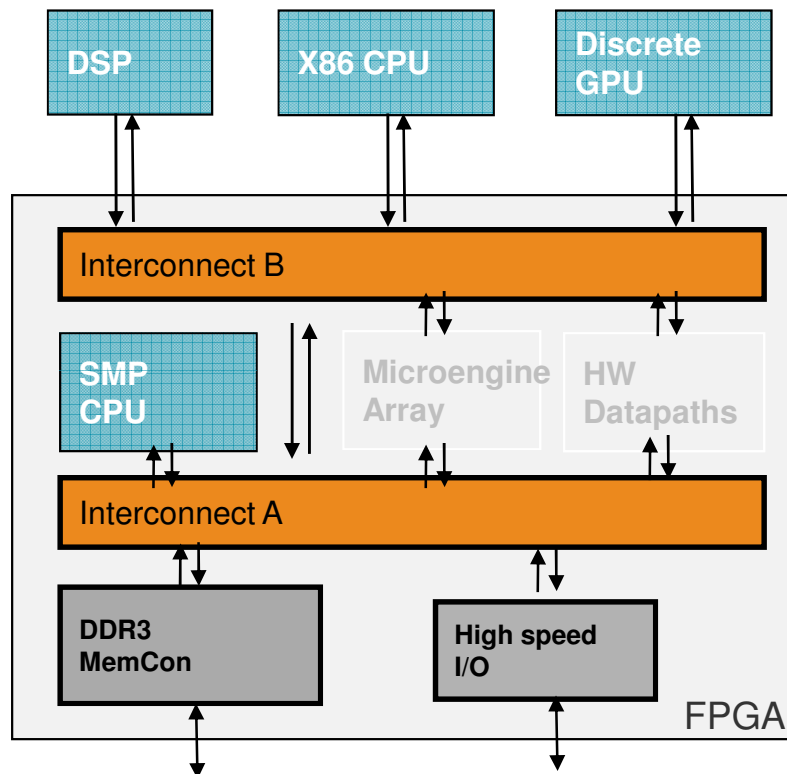 DSP
X86 CPU
Discrete
GPU
Interconnect B
SMP
CPU
Microengine
Array
HW
Datapaths
Interconnect A
DDR3
MemCon
High speed
I/O
FPGA